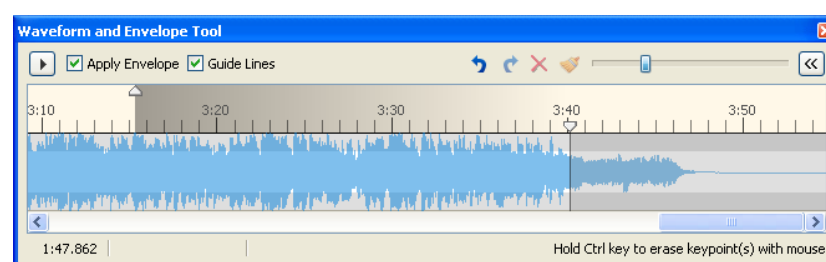 Waveform and Envelope Tool
Apply Envelope Guide Lines
3:10 3:20 3:30 3:40 3:50
1:47.862 Hold Ctrl key to erase keypoint(s) with mouse